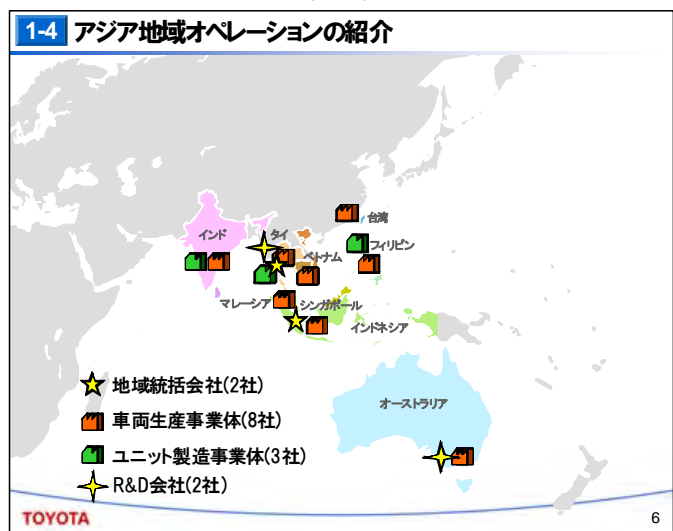 1-4 アジア地域オペレーションの紹介
台湾
インド
タイ
フィリピン
ベトナム
マレーシア
シンガポール
インドネシア
オーストラリア
地域統括会社(2社)
車両生産事業体(8社)
ユニット製造事業体(3社)
R&D会社(2社)
TOYOTA
6